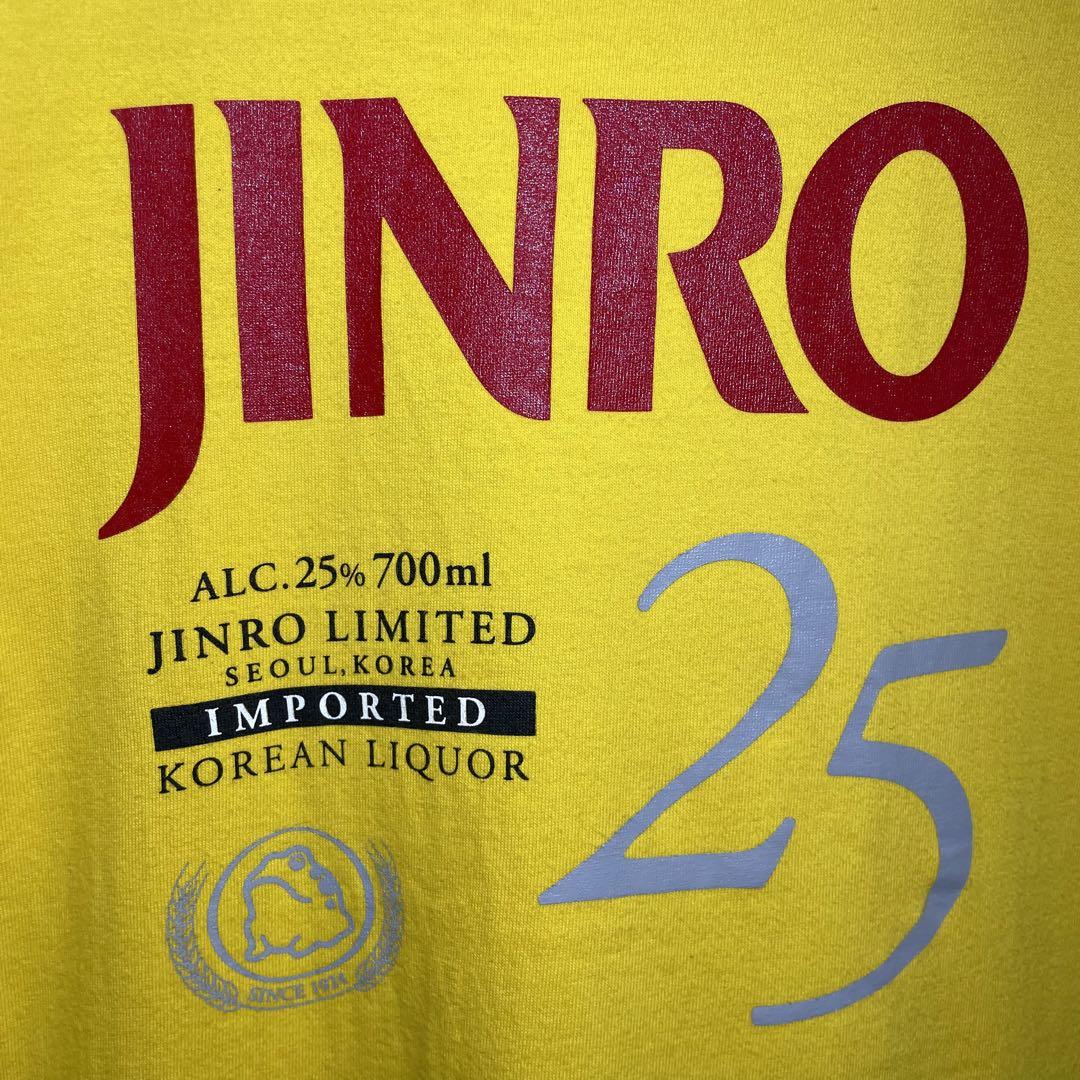 JINRO
ALC. 25% 700ml
JINRO LIMITED
SEOUL, KOREA
IMPORTED
KOREAN LIQUOR
25
SINCE 1924